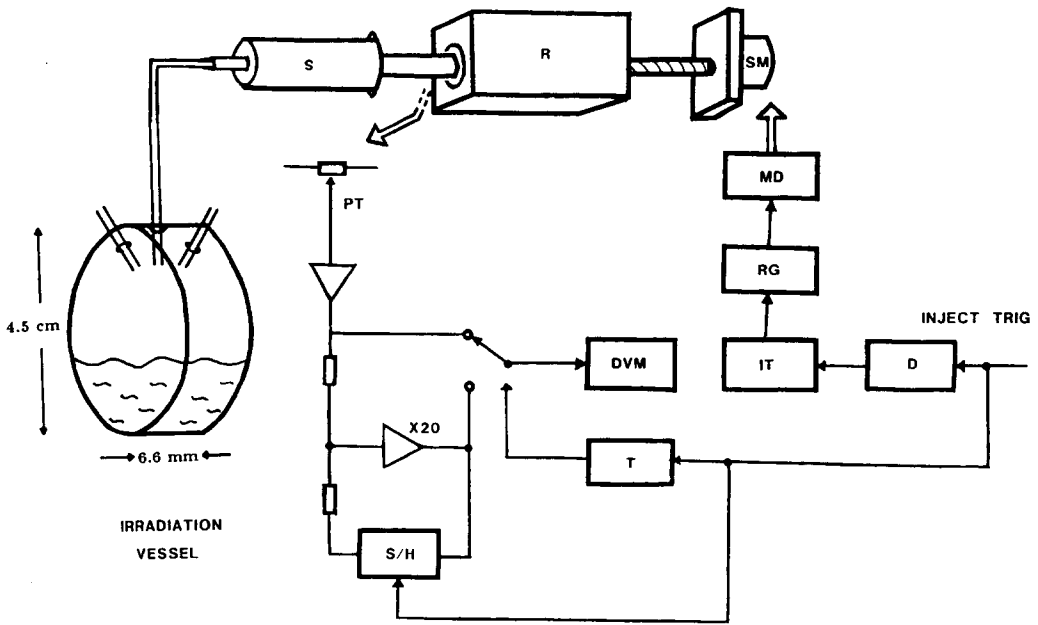 S
R
SM
MD
PT
RG
4.5 cm
INJECT TRIG
DVM
IT
D
X20
6.6 mm
T
IRRADIATION
VESSEL
S/H